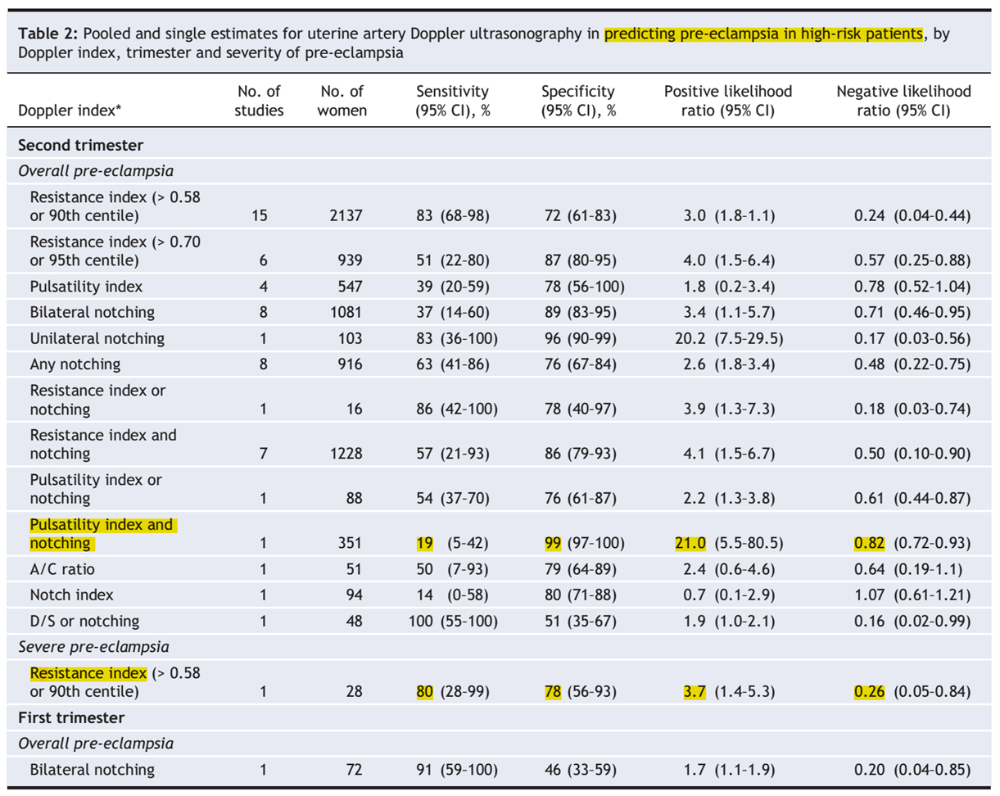 Table 2: Pooled and single estimates for uterine artery Doppler ultrasonography in predicting pre-eclampsia in high-risk patients, by
Doppler index, trimester and severity of pre-eclampsia
Doppler index* No. of studies No. of women Sensitivity (95% CI), % Specificity (95% CI), % Positive likelihood ratio (95% CI) Negative likelihood ratio (95% CI)
Second trimester
Overall pre-eclampsia
Resistance index (> 0.58
or 90th centile) 15 2137 83 (68-98) 72 (61-83) 3.0 (1.8-1.1) 0.24 (0.04-0.44)
Resistance index (> 0.70
or 95th centile) 6 939 51 (22-80) 87 (80-95) 4.0 (1.5-6.4) 0.57 (0.25-0.88)
Pulsatility index 4 547 39 (20-59) 78 (56-100) 1.8 (0.2-3.4) 0.78 (0.52-1.04)
Bilateral notching 8 1081 37 (14-60) 89 (83-95) 3.4 (1.1-5.7) 0.71 (0.46-0.95)
Unilateral notching 1 103 83 (36-100) 96 (90-99) 20.2 (7.5-29.5) 0.17 (0.03-0.56)
Any notching 8 916 63 (41-86) 76 (67-84) 2.6 (1.8-3.4) 0.48 (0.22-0.75)
Resistance index or
notching 1 16 86 (42-100) 78 (40-97) 3.9 (1.3-7.3) 0.18 (0.03-0.74)
Resistance index and
notching 7 1228 57 (21-93) 86 (79-93) 4.1 (1.5-6.7) 0.50 (0.10-0.90)
Pulsatility index or
notching 1 88 54 (37-70) 76 (61-87) 2.2 (1.3-3.8) 0.61 (0.44-0.87)
Pulsatility index and
notching 1 351 19 (5-42) 99 (97-100) 21.0 (5.5-80.5) 0.82 (0.72-0.93)
A/C ratio 1 51 50 (7-93) 79 (64-89) 2.4 (0.6-4.6) 0.64 (0.19-1.1)
Notch index 1 94 14 (0-58) 80 (71-88) 0.7 (0.1-2.9) 1.07 (0.61-1.21)
D/S or notching 1 48 100 (55-100) 51 (35-67) 1.9 (1.0-2.1) 0.16 (0.02-0.99)
Severe pre-eclampsia
Resistance index (> 0.58
or 90th centile) 1 28 80 (28-99) 78 (56-93) 3.7 (1.4-5.3) 0.26 (0.05-0.84)
First trimester
Overall pre-eclampsia
Bilateral notching 1 72 91 (59-100) 46 (33-59) 1.7 (1.1-1.9) 0.20 (0.04-0.85)